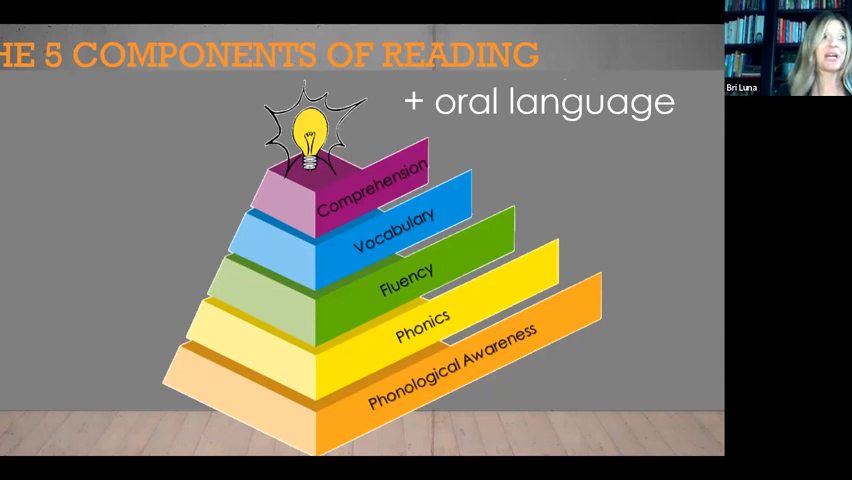 HE 5 COMPONENTS OF READING
+ oral language
Bri Luna
Comprehension
Vocabulary
Fluency
Phonics
Phonological Awareness